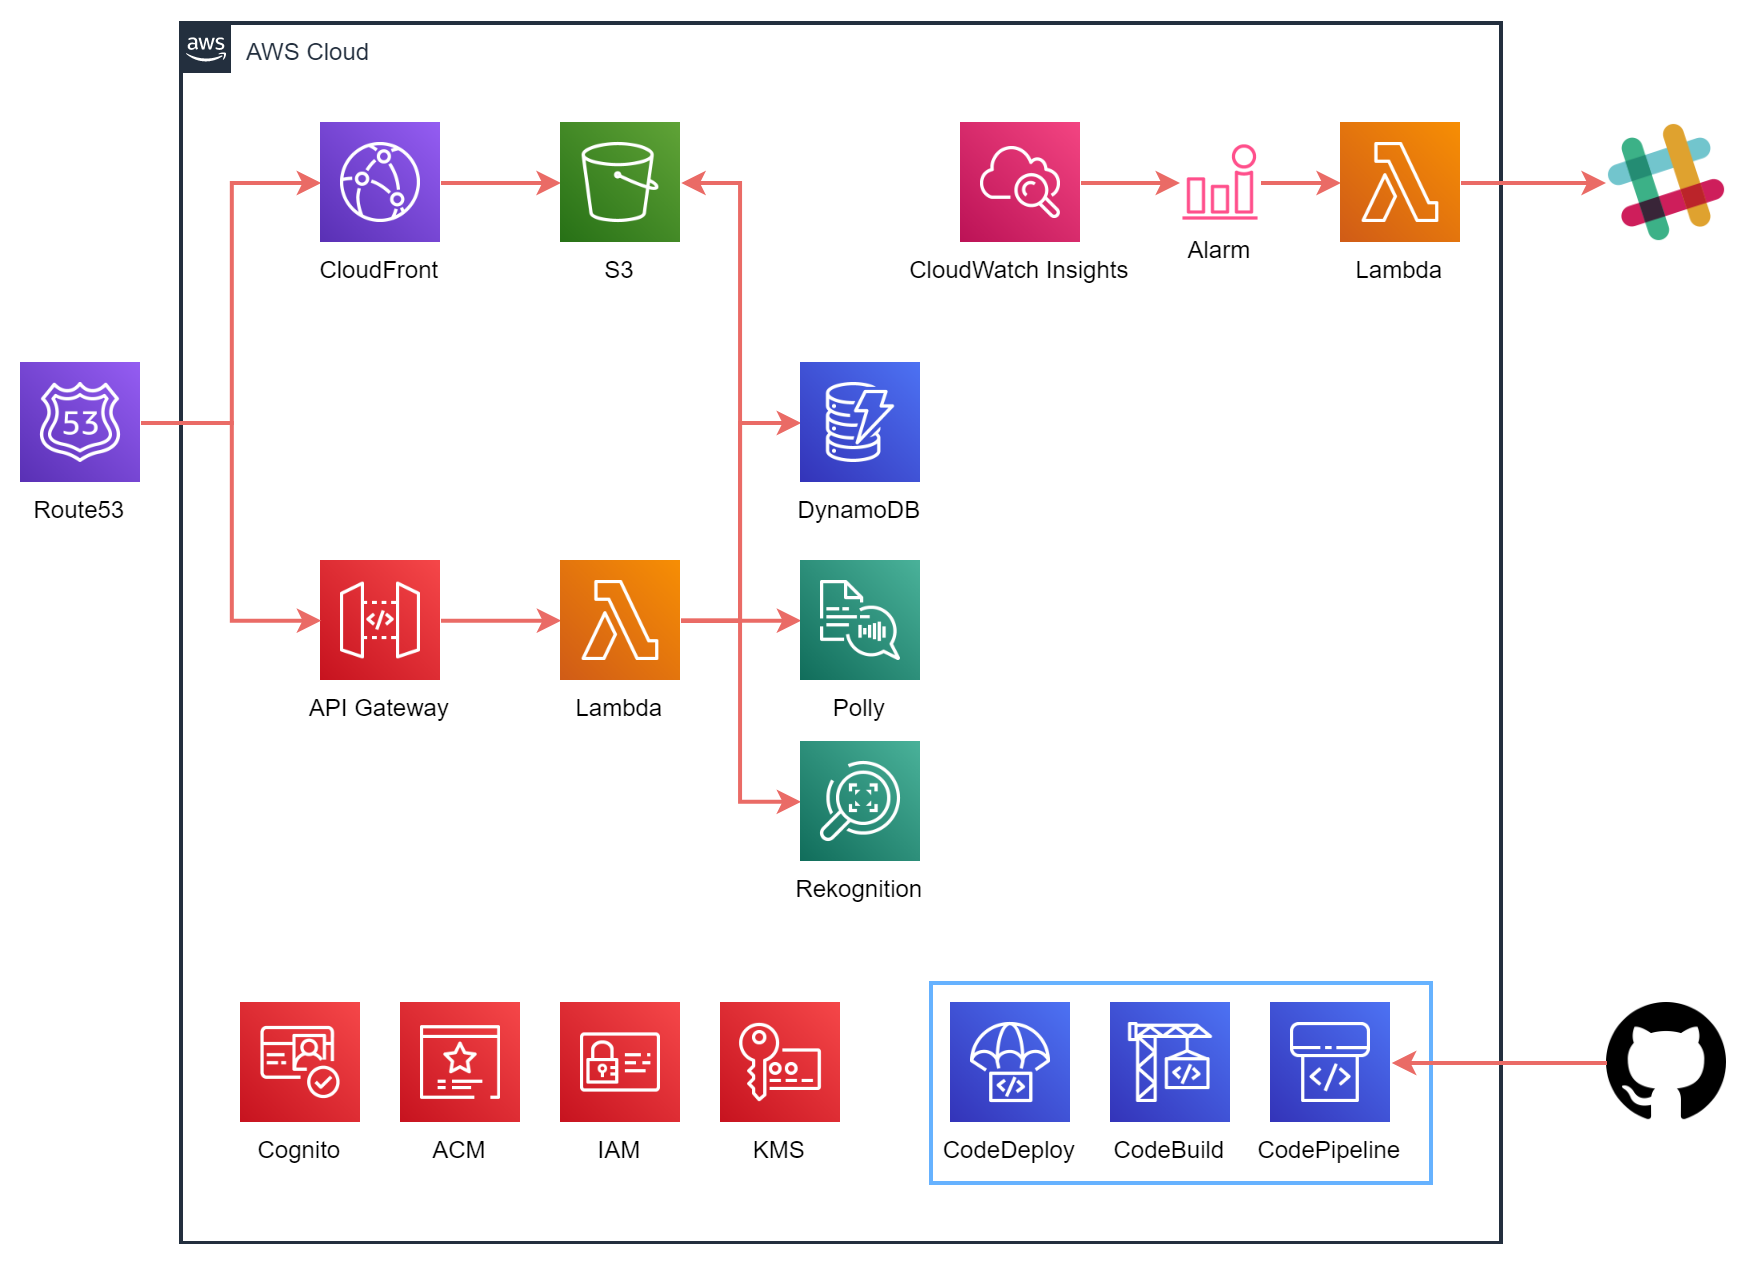 aws
AWS Cloud
CloudFront
S3
CloudWatch Insights
Alarm
Lambda
53
Route53
DynamoDB
</>
API Gateway
Lambda
Polly
Rekognition
Cognito
ACM
IAM
KMS
</>
</>
</>
CodeDeploy
CodeBuild
CodePipeline